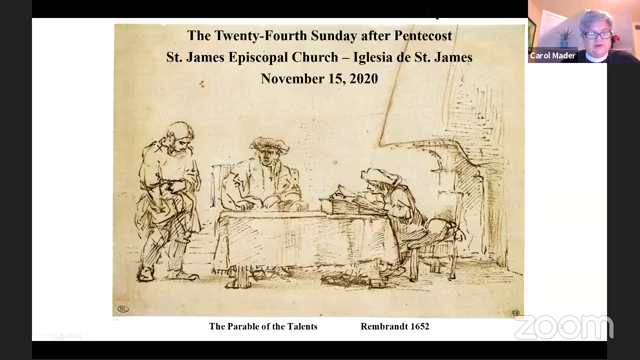 The Twenty-Fourth Sunday after Pentecost
St. James Episcopal Church – Iglesia de St. James
November 15, 2020
Carol Mader
The Parable of the Talents Rembrandt 1652
zoom